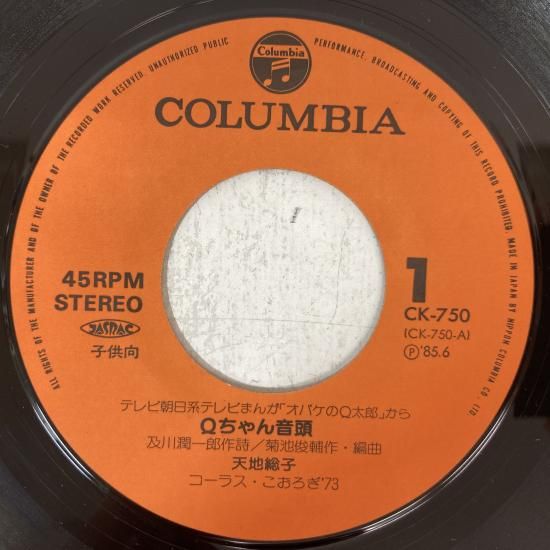 ALL RIGHTS OF THE MANUFACTURER AND OF THE OWNER OF THE RECORDED WORK RESERVED. UNAUTHORIZED PUBLIC PERFORMANCE, BROADCASTING AND COPYING OF THIS RECORD PROHIBITED. MADE IN JAPAN BY NIPPON COLUMBIA CO., LTD.
Columbia
COLUMBIA
45RPM
STEREO
JASRAC
子供向
1
CK-750
(CK-750-A)
Ⓟ'85.6
テレビ朝日系テレビまんが「オバケのQ太郎」から
Qちゃん音頭
及川潤一郎作詩/菊池俊輔作・編曲
天地総子
コーラス・こおろぎ'73